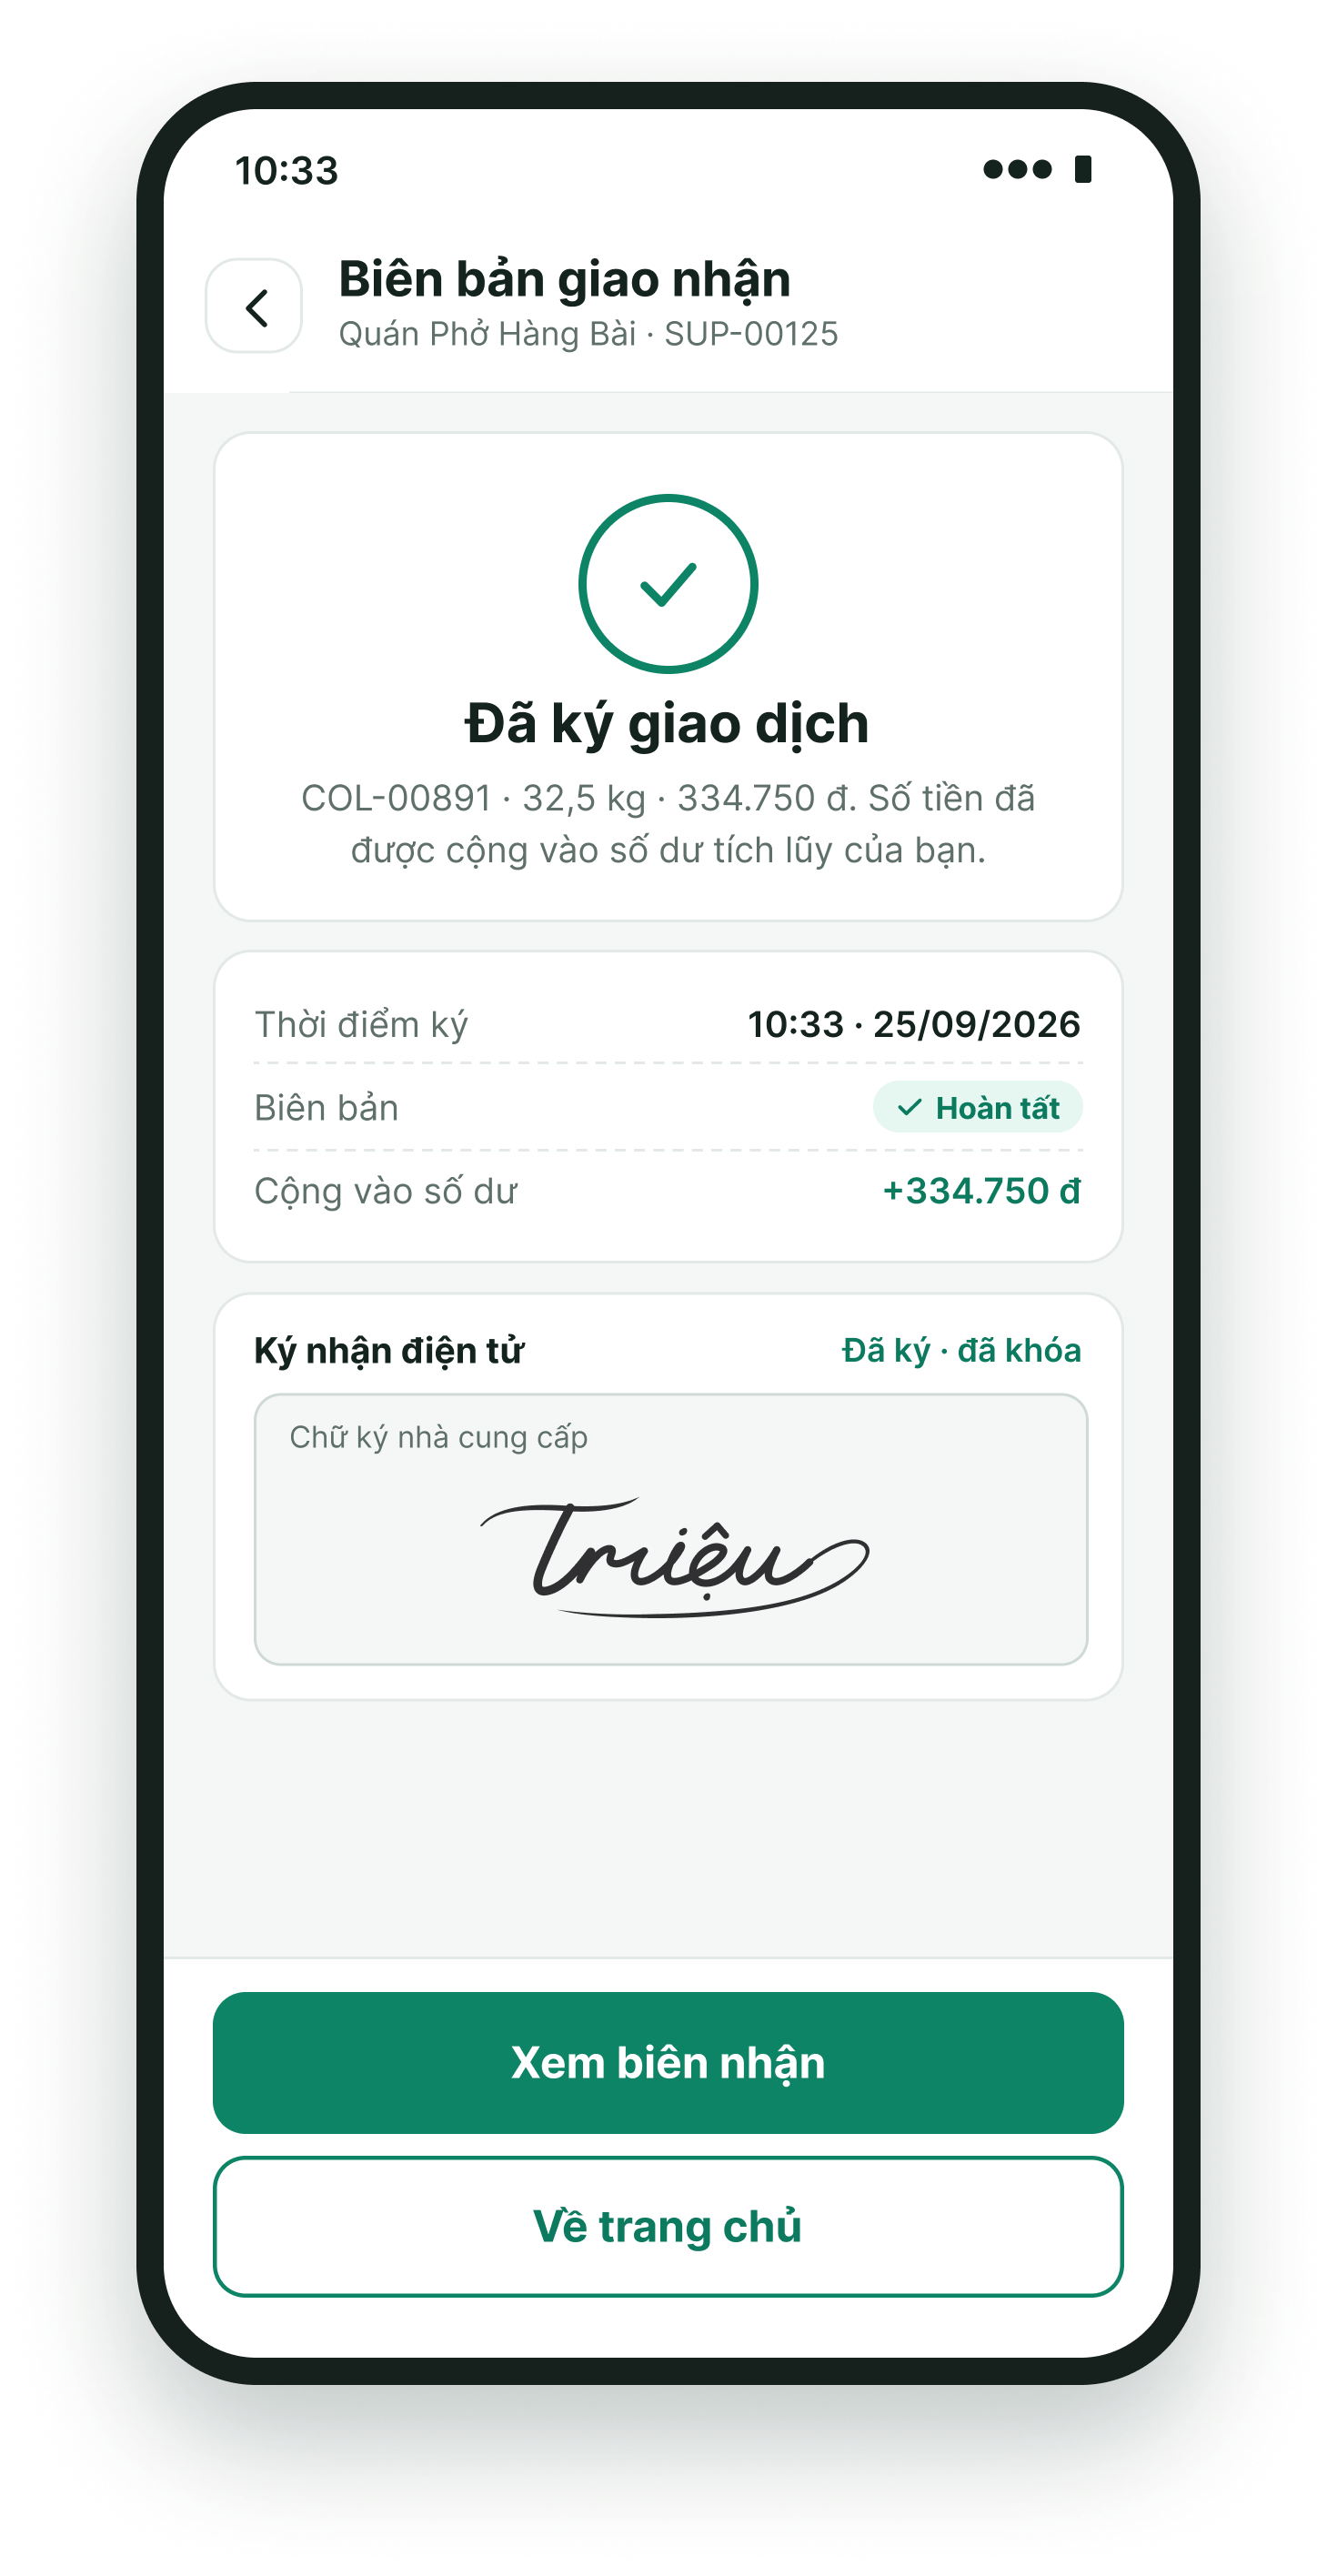 10:33
Biên bản giao nhận
Quán Phở Hàng Bài · SUP-00125
Đã ký giao dịch
COL-00891 · 32,5 kg · 334.750 đ. Số tiền đã
được cộng vào số dư tích lũy của bạn.
Thời điểm ký 10:33 · 25/09/2026
Biên bản Hoàn tất
Cộng vào số dư +334.750 đ
Ký nhận điện tử Đã ký · đã khóa
Chữ ký nhà cung cấp
Triệu
Xem biên nhận
Về trang chủ